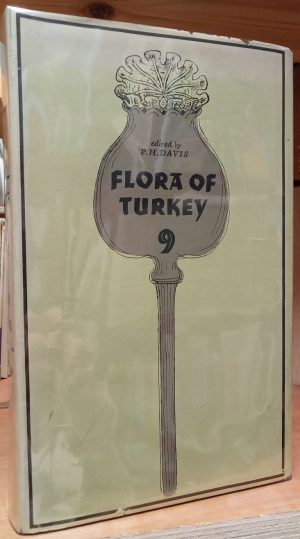 edited by
P.H.DAVIS
FLORA OF
TURKEY
9